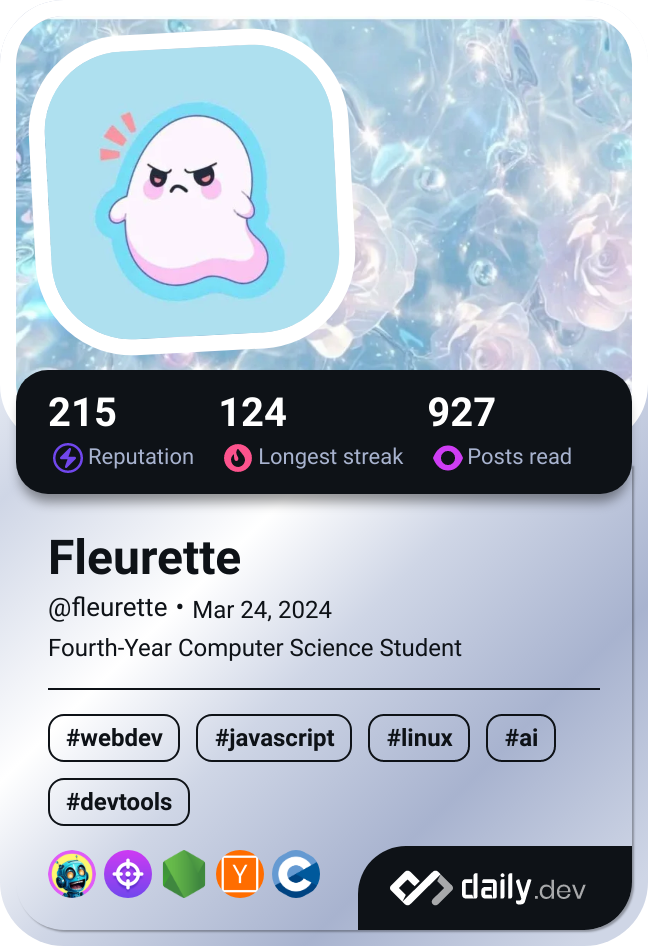 215 124 927
Reputation Longest streak Posts read
Fleurette
@fleurette • Mar 24, 2024
Fourth-Year Computer Science Student
#webdev #javascript #linux #ai
#devtools
Y C daily.dev